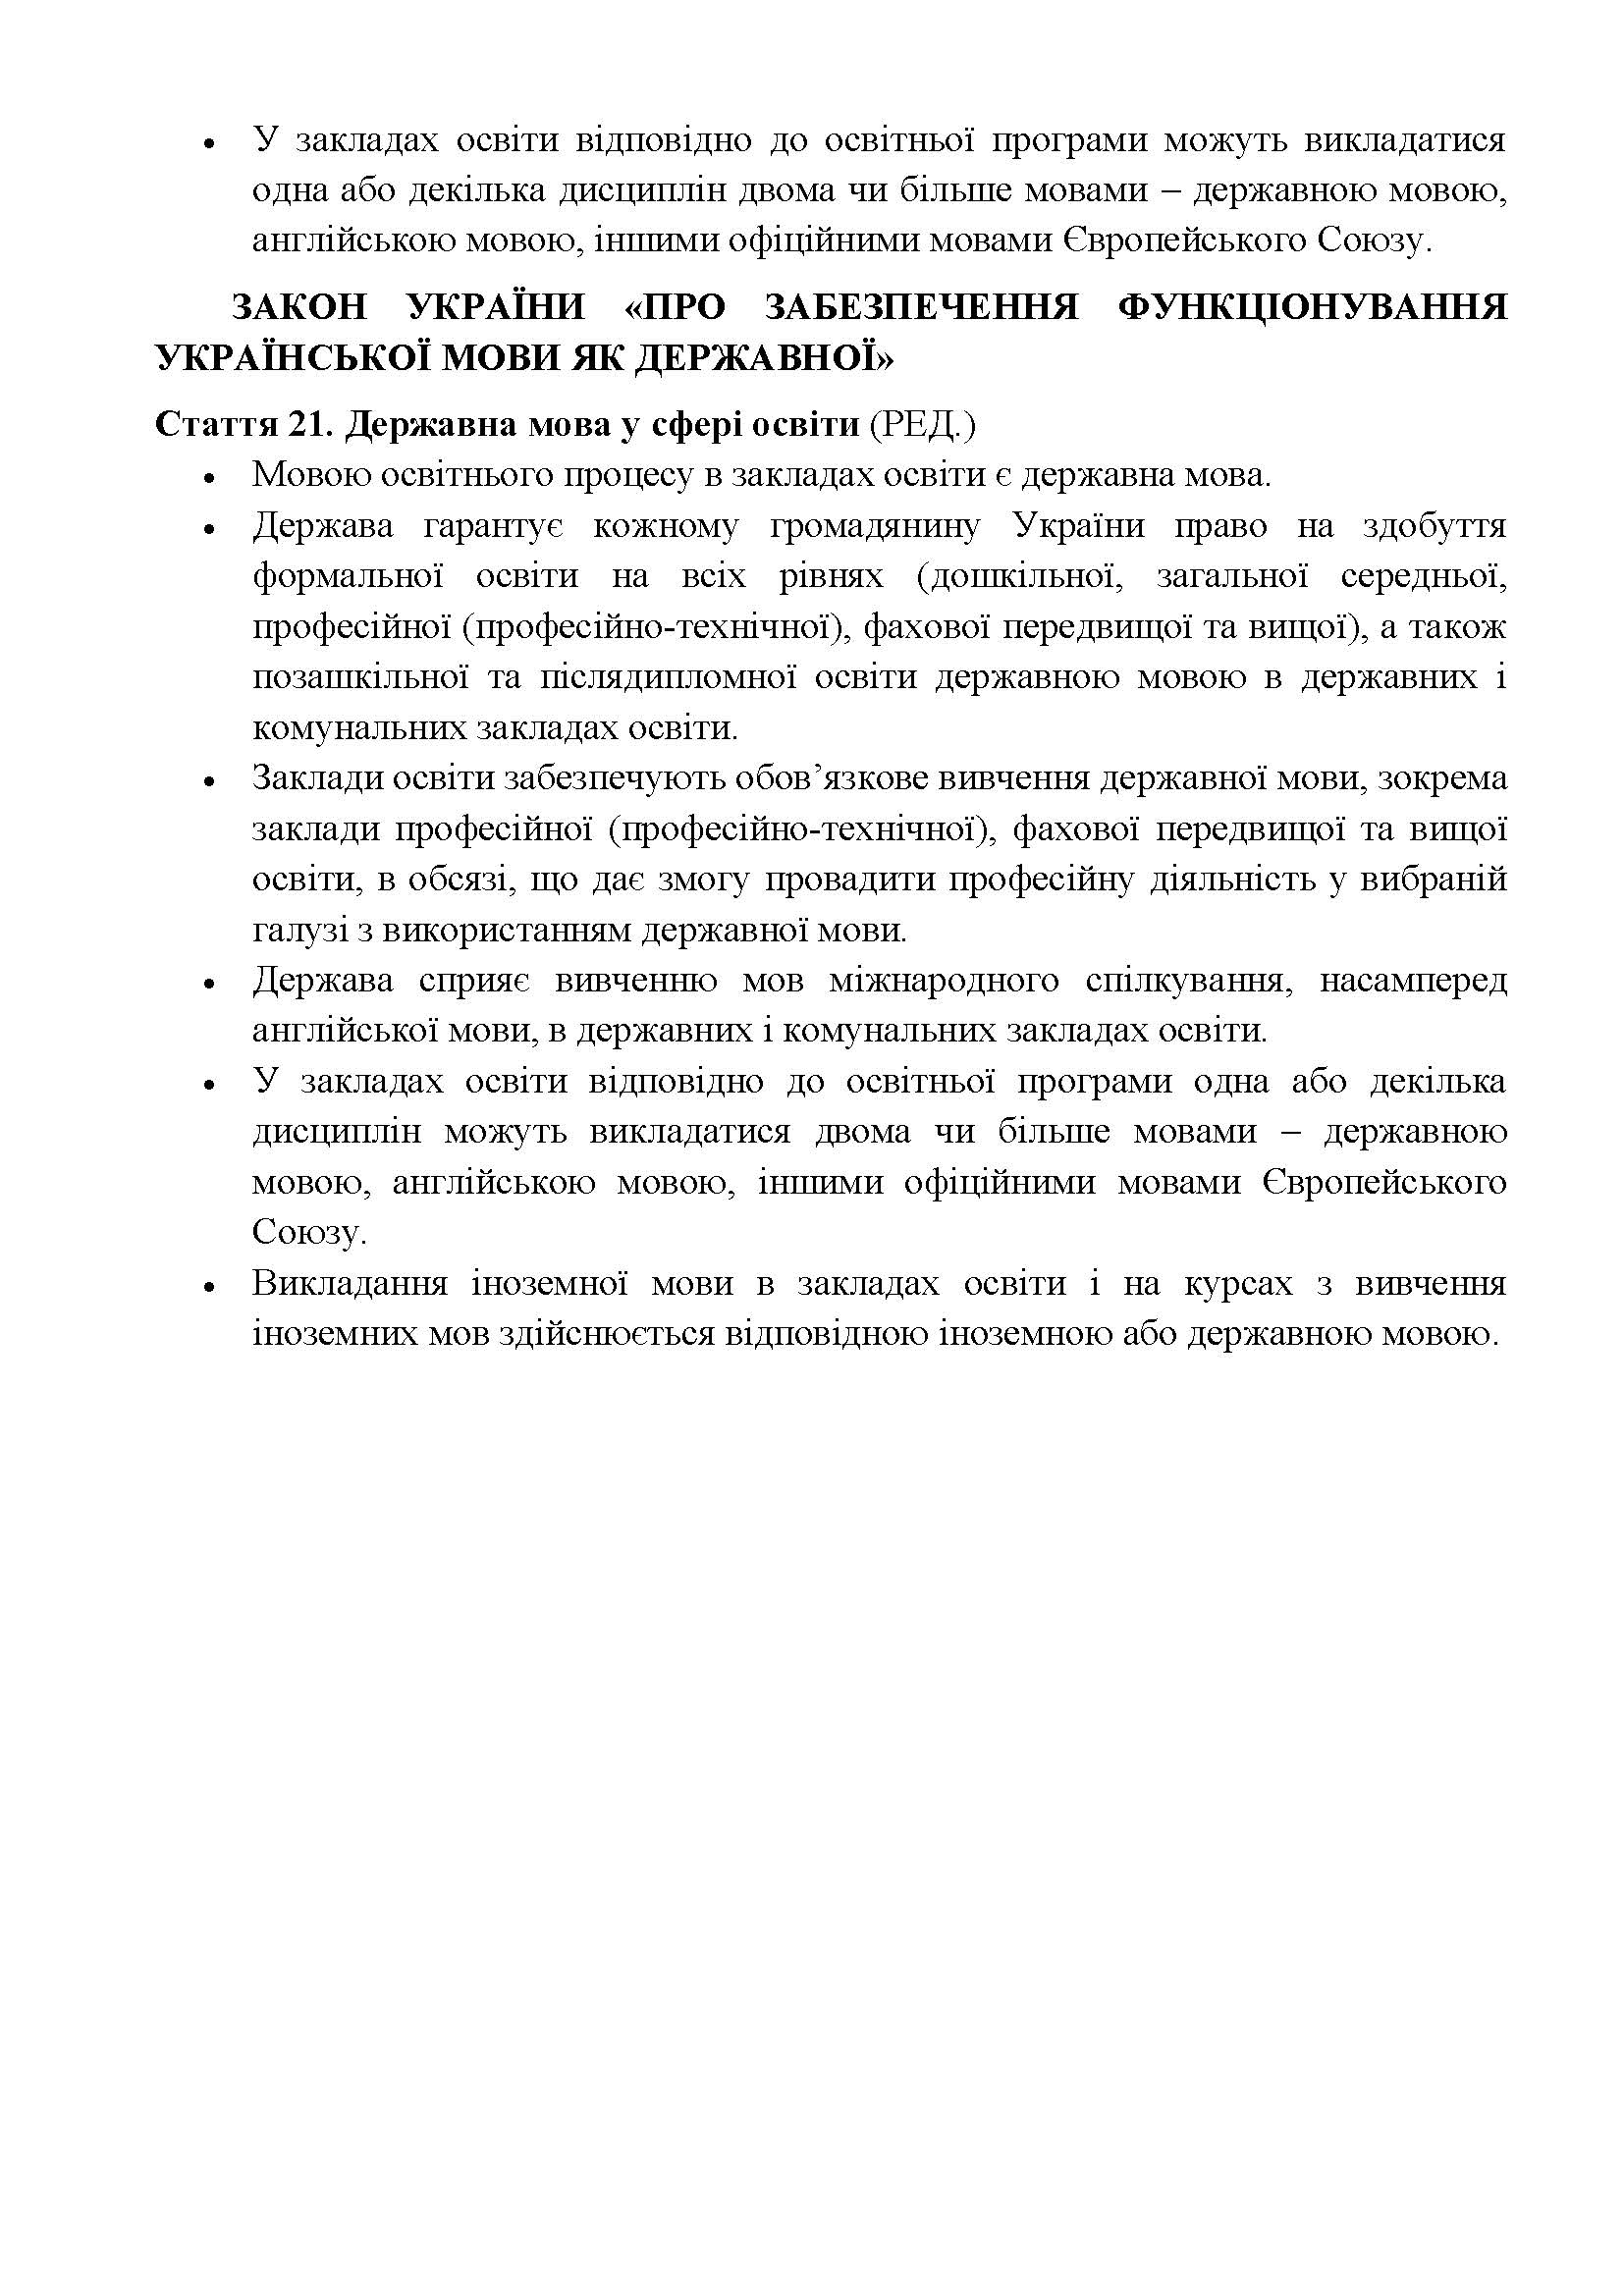 • У закладах освіти відповідно до освітньої програми можуть викладатися
одна або декілька дисциплін двома чи більше мовами – державною мовою,
англійською мовою, іншими офіційними мовами Європейського Союзу.
ЗАКОН УКРАЇНИ «ПРО ЗАБЕЗПЕЧЕННЯ ФУНКЦІОНУВАННЯ
УКРАЇНСЬКОЇ МОВИ ЯК ДЕРЖАВНОЇ»
Стаття 21. Державна мова у сфері освіти (РЕД.)
• Мовою освітнього процесу в закладах освіти є державна мова.
• Держава гарантує кожному громадянину України право на здобуття
формальної освіти на всіх рівнях (дошкільної, загальної середньої,
професійної (професійно-технічної), фахової передвищої та вищої), а також
позашкільної та післядипломної освіти державною мовою в державних і
комунальних закладах освіти.
• Заклади освіти забезпечують обов’язкове вивчення державної мови, зокрема
заклади професійної (професійно-технічної), фахової передвищої та вищої
освіти, в обсязі, що дає змогу провадити професійну діяльність у вибраній
галузі з використанням державної мови.
• Держава сприяє вивченню мов міжнародного спілкування, насамперед
англійської мови, в державних і комунальних закладах освіти.
• У закладах освіти відповідно до освітньої програми одна або декілька
дисциплін можуть викладатися двома чи більше мовами – державною
мовою, англійською мовою, іншими офіційними мовами Європейського
Союзу.
• Викладання іноземної мови в закладах освіти і на курсах з вивчення
іноземних мов здійснюється відповідною іноземною або державною мовою.